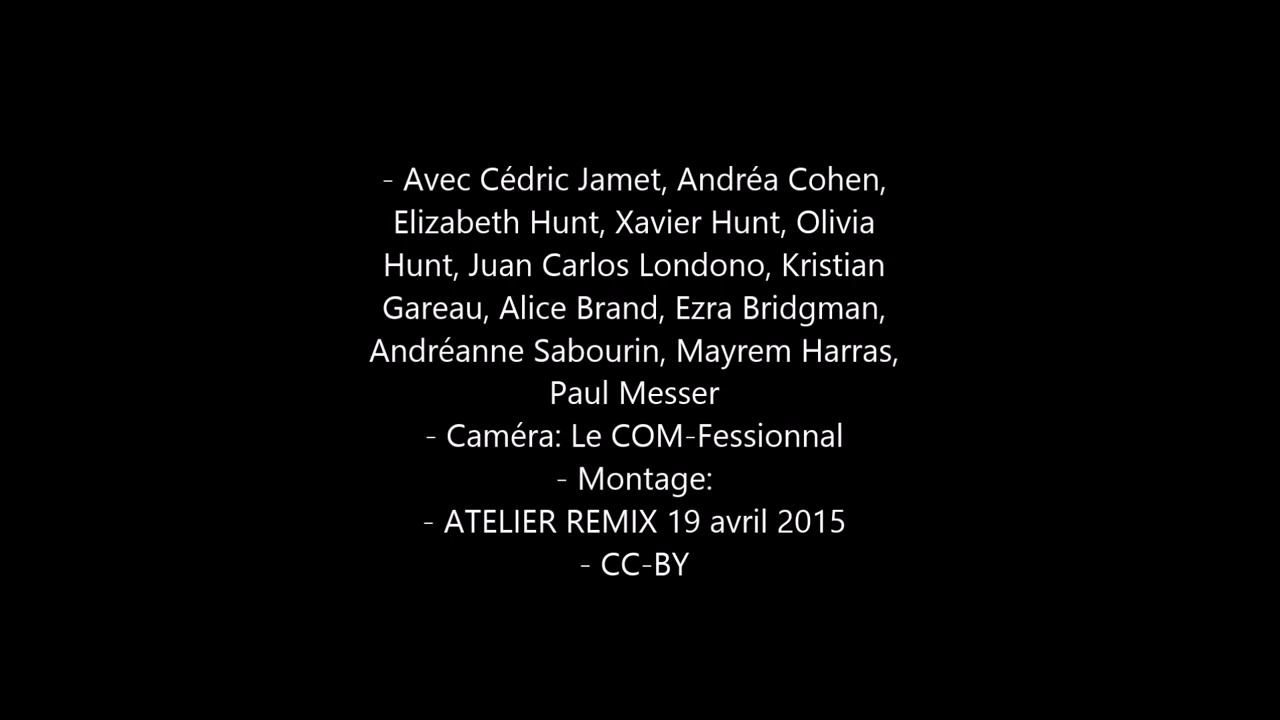 - Avec Cédric Jamet, Andréa Cohen,
Elizabeth Hunt, Xavier Hunt, Olivia
Hunt, Juan Carlos Londono, Kristian
Gareau, Alice Brand, Ezra Bridgman,
Andréanne Sabourin, Mayrem Harras,
Paul Messer
- Caméra: Le COM-Fessionnal
- Montage:
- ATELIER REMIX 19 avril 2015
- CC-BY